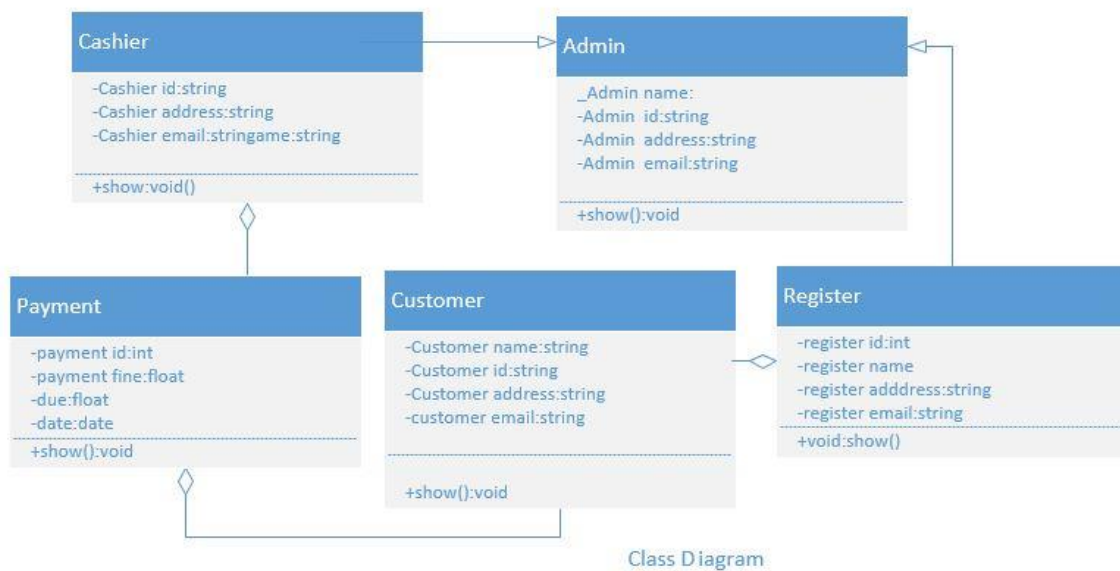 Cashier
-Cashier id:string
-Cashier address:string
-Cashier email:stringame:string
+show:void()
Admin
_Admin name:
-Admin id:string
-Admin address:string
-Admin email:string
+show():void
Payment
-payment id:int
-payment fine:float
-due:float
-date:date
+show():void
Customer
-Customer name:string
-Customer id:string
-Customer address:string
-customer email:string
+show():void
Register
-register id:int
-register name
-register adddress:string
-register email:string
+void:show()
Class Diagram